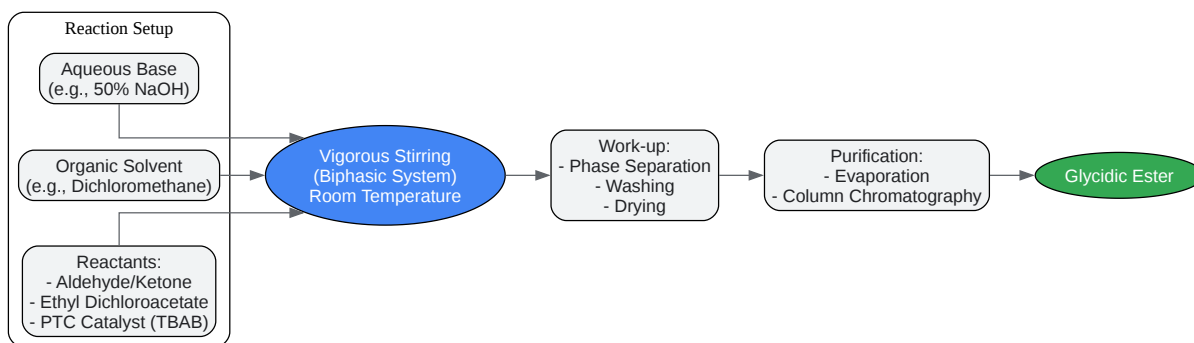 Reaction Setup
Aqueous Base
(e.g., 50% NaOH)
Organic Solvent
(e.g., Dichloromethane)
Reactants:
- Aldehyde/Ketone
- Ethyl Dichloroacetate
- PTC Catalyst (TBAB)
Vigorous Stirring
(Biphasic System)
Room Temperature
Work-up:
- Phase Separation
- Washing
- Drying
Purification:
- Evaporation
- Column Chromatography
Glycidic Ester